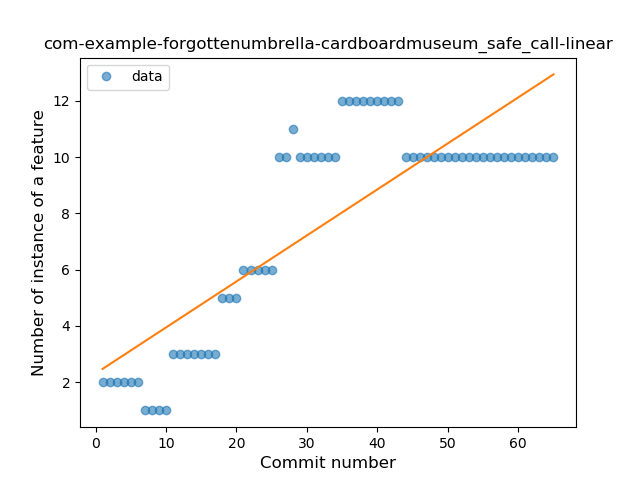 com-example-forgottenumbrella-cardboardmuseum_safe_call-linear
data
Number of instance of a feature
12
10
8
6
4
2
0 10 20 30 40 50 60
Commit number